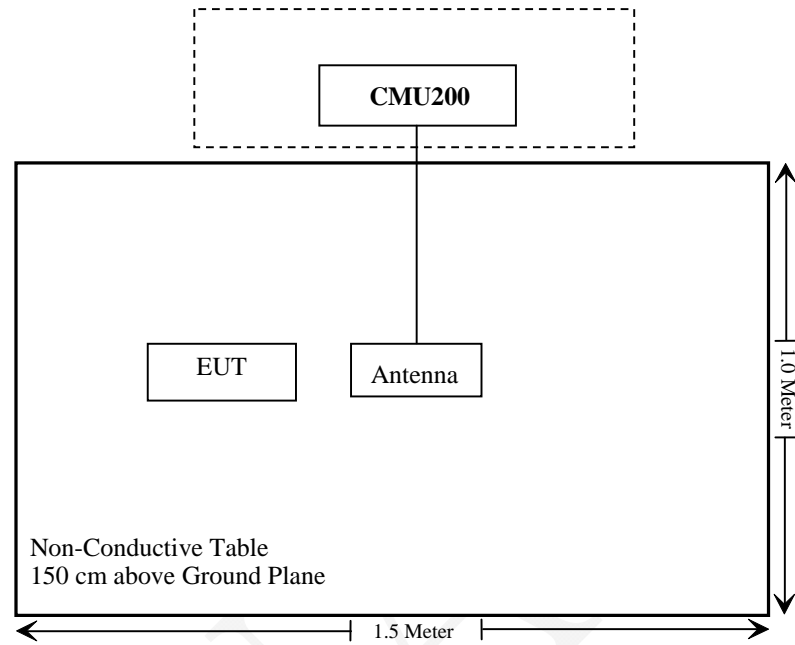 CMU200
EUT
Antenna
1.0 Meter
Non-Conductive Table
150 cm above Ground Plane
1.5 Meter